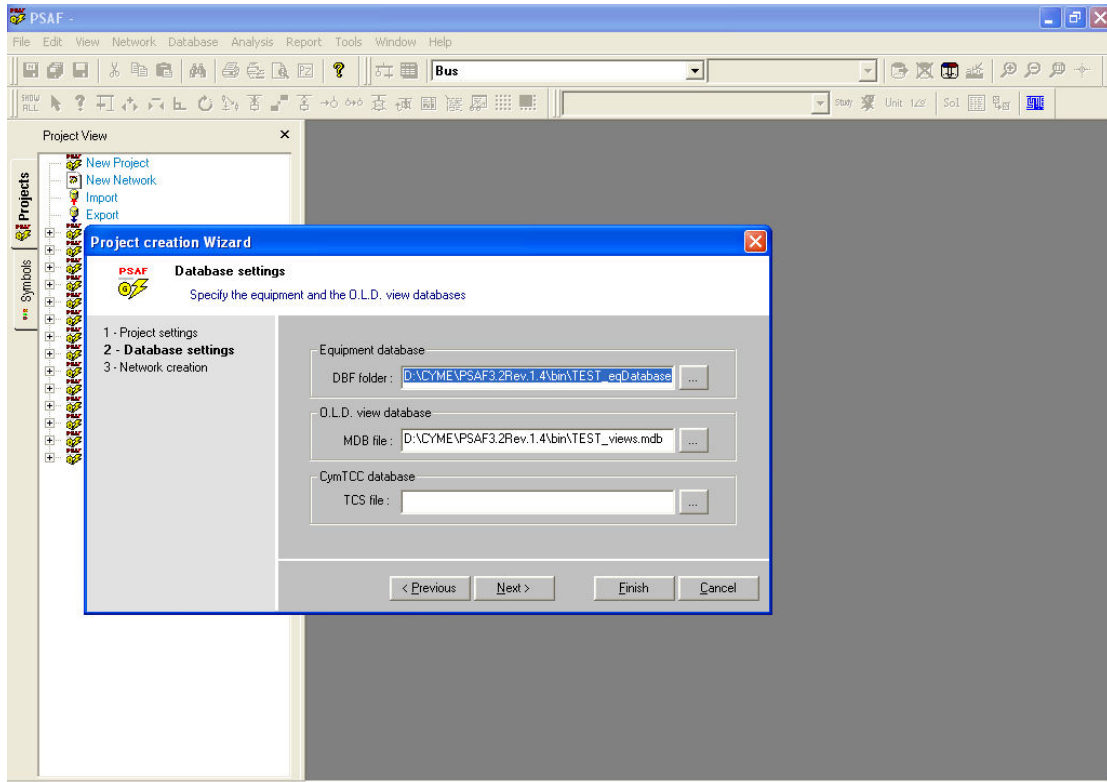 PSAF -
File Edit View Network Database Analysis Report Tools Window Help
Bus
SHOW ALL
Study Unit Sol
Project View
Projects
Symbols
New Project
New Network
Import
Export
Project creation Wizard
PSAF
Database settings
Specify the equipment and the O.L.D. view databases
1 - Project settings
2 - Database settings
3 - Network creation
Equipment database
DBF folder : D:\CYME\PSAF3.2Rev.1.4\bin\TEST_eqDatabase ...
O.L.D. view database
MDB file : D:\CYME\PSAF3.2Rev.1.4\bin\TEST_views.mdb ...
CymTCC database
TCS file : ...
< Previous Next > Finish Cancel